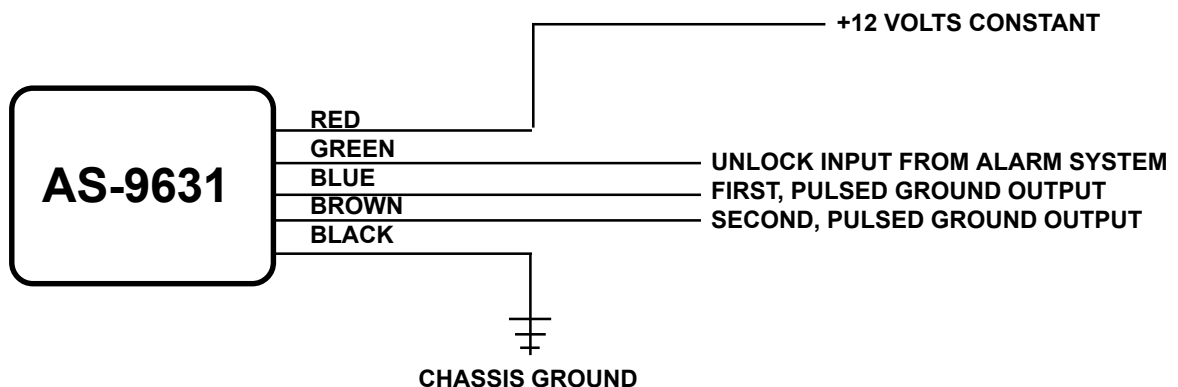 +12 VOLTS CONSTANT
AS-9631
RED
GREEN
BLUE
BROWN
BLACK
UNLOCK INPUT FROM ALARM SYSTEM
FIRST, PULSED GROUND OUTPUT
SECOND, PULSED GROUND OUTPUT
CHASSIS GROUND